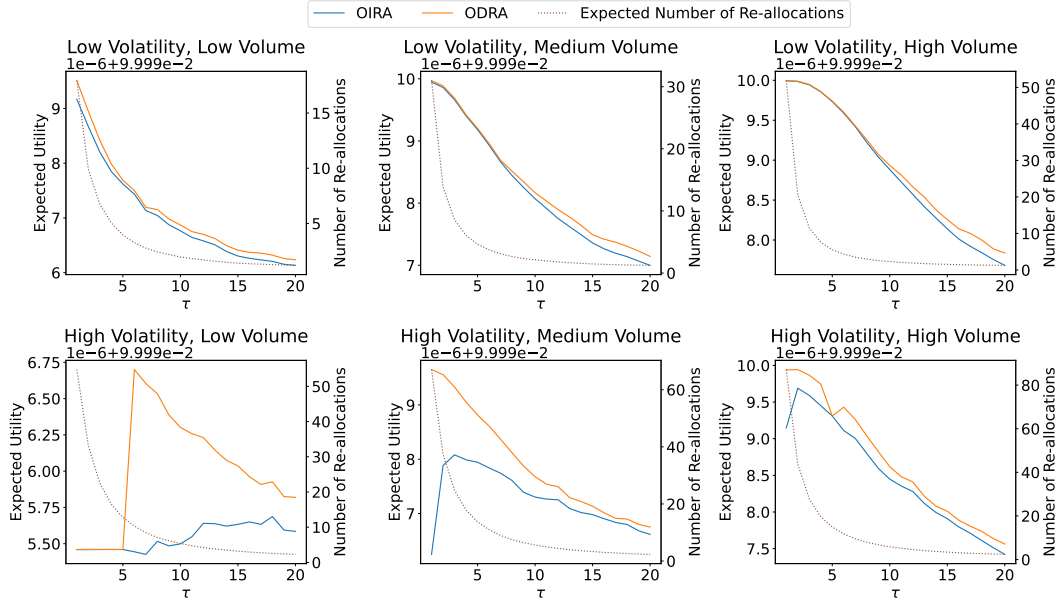 OIRA ODRA Expected Number of Re-allocations
Low Volatility, Low Volume
1e-6+9.999e-2
9
8
7
6
Expected Utility
15
10
5
Number of Re-allocations
5 10 15 20
τ
Low Volatility, Medium Volume
1e-6+9.999e-2
10
9
8
7
Expected Utility
30
20
10
0
Number of Re-allocations
5 10 15 20
τ
Low Volatility, High Volume
1e-6+9.999e-2
10.0
9.5
9.0
8.5
8.0
Expected Utility
50
40
30
20
10
0
Number of Re-allocations
5 10 15 20
τ
High Volatility, Low Volume
1e-6+9.999e-2
6.75
6.50
6.25
6.00
5.75
5.50
Expected Utility
50
40
30
20
10
0
Number of Re-allocations
5 10 15 20
τ
High Volatility, Medium Volume
1e-6+9.999e-2
9
8
7
Expected Utility
60
40
20
0
Number of Re-allocations
5 10 15 20
τ
High Volatility, High Volume
1e-6+9.999e-2
10.0
9.5
9.0
8.5
8.0
7.5
Expected Utility
80
60
40
20
0
Number of Re-allocations
5 10 15 20
τ